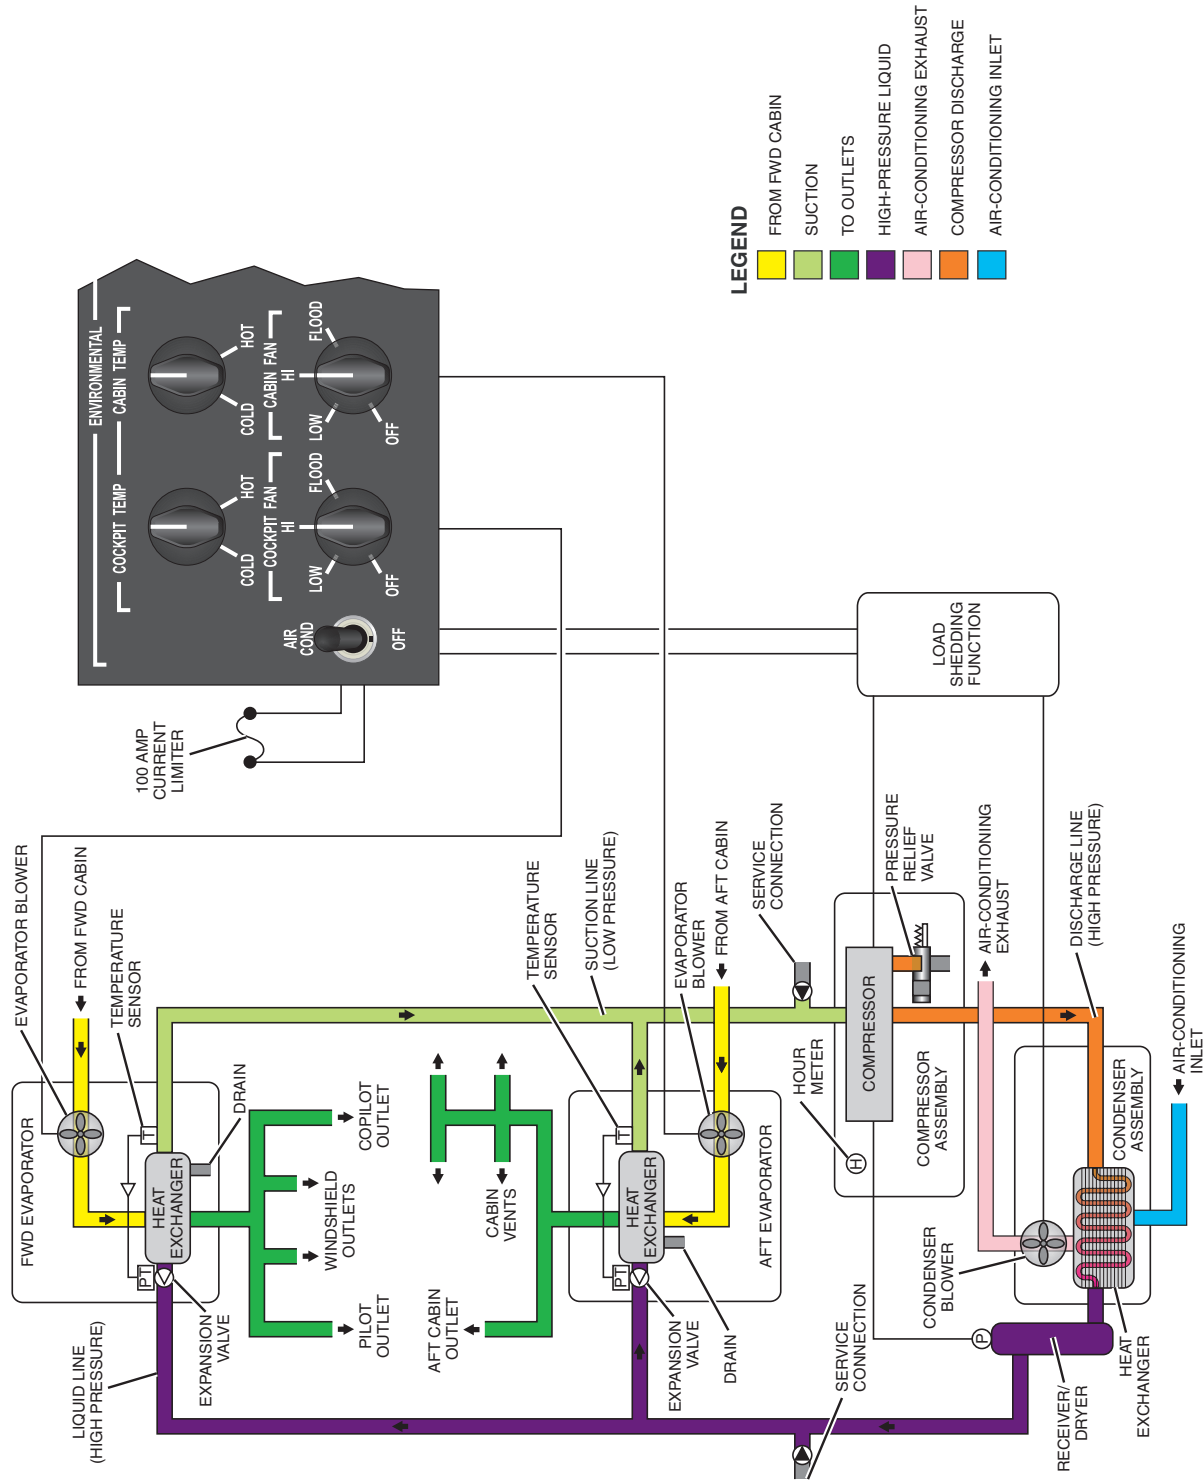 FWD EVAPORATOR
EVAPORATOR BLOWER
FROM FWD CABIN
TEMPERATURE
SENSOR
HEAT
EXCHANGER
T
PT
DRAIN
EXPANSION
VALVE
LIQUID LINE
(HIGH PRESSURE)
PILOT
OUTLET
WINDSHIELD
OUTLETS
COPILOT
OUTLET
AFT CABIN
OUTLET
CABIN
VENTS
TEMPERATURE
SENSOR
SUCTION LINE
(LOW PRESSURE)
EVAPORATOR
BLOWER
FROM AFT CABIN
HEAT
EXCHANGER
T
PT
AFT EVAPORATOR
EXPANSION
VALVE
DRAIN
SERVICE
CONNECTION
SERVICE
CONNECTION
HOUR
METER
H
COMPRESSOR
COMPRESSOR
ASSEMBLY
PRESSURE
RELIEF
VALVE
AIR-CONDITIONING
EXHAUST
DISCHARGE LINE
(HIGH PRESSURE)
CONDENSER
BLOWER
CONDENSER
ASSEMBLY
AIR-CONDITIONING
INLET
P
RECEIVER/
DRYER
HEAT
EXCHANGER
100 AMP
CURRENT
LIMITER
ENVIRONMENTAL
COCKPIT TEMP
CABIN TEMP
COLD
HOT
COLD
HOT
COCKPIT FAN
CABIN FAN
AIR
COND
OFF
OFF
LOW
HI
FLOOD
OFF
LOW
HI
FLOOD
LOAD
SHEDDING
FUNCTION
LEGEND
FROM FWD CABIN
SUCTION
TO OUTLETS
HIGH-PRESSURE LIQUID
AIR-CONDITIONING EXHAUST
COMPRESSOR DISCHARGE
AIR-CONDITIONING INLET